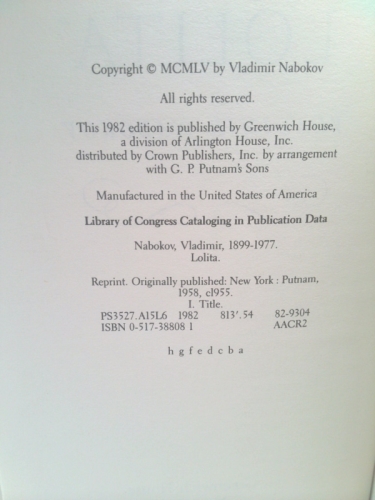 Copyright © MCMLV by Vladimir Nabokov
All rights reserved.
This 1982 edition is published by Greenwich House,
a division of Arlington House, Inc.
distributed by Crown Publishers, Inc. by arrangement
with G. P. Putnam's Sons
Manufactured in the United States of America
Library of Congress Cataloging in Publication Data
Nabokov, Vladimir, 1899-1977.
Lolita.
Reprint. Originally published: New York : Putnam,
1958, c1955.
I. Title.
PS3527.A15L6 1982 813'.54 82-9304
ISBN 0-517-38808 1 AACR2
h g f e d c b a